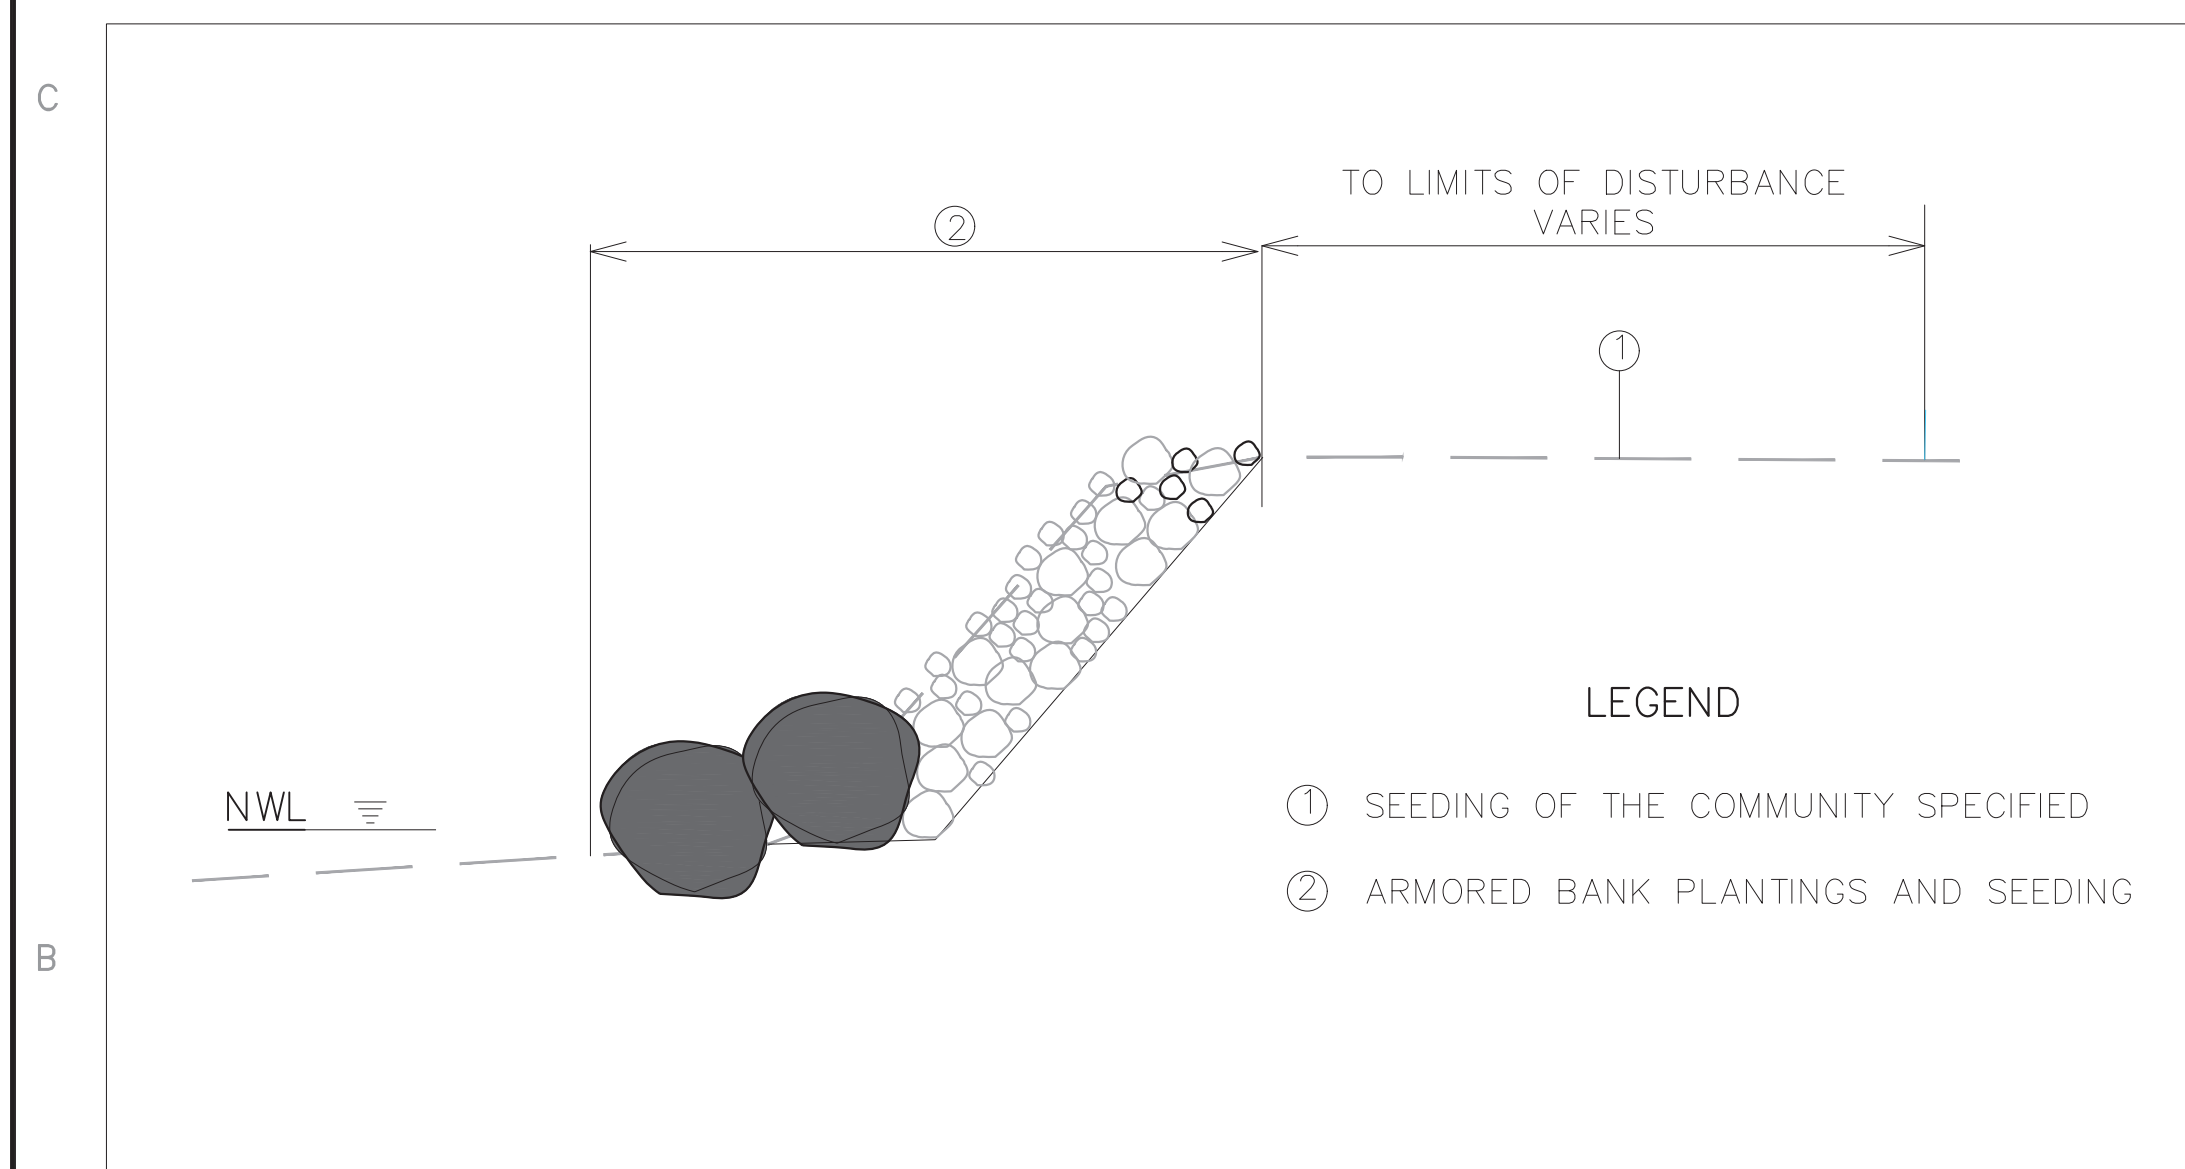 C
TO LIMITS OF DISTURBANCE
VARIES
2
1
LEGEND
NWL
1 SEEDING OF THE COMMUNITY SPECIFIED
2 ARMORED BANK PLANTINGS AND SEEDING
B